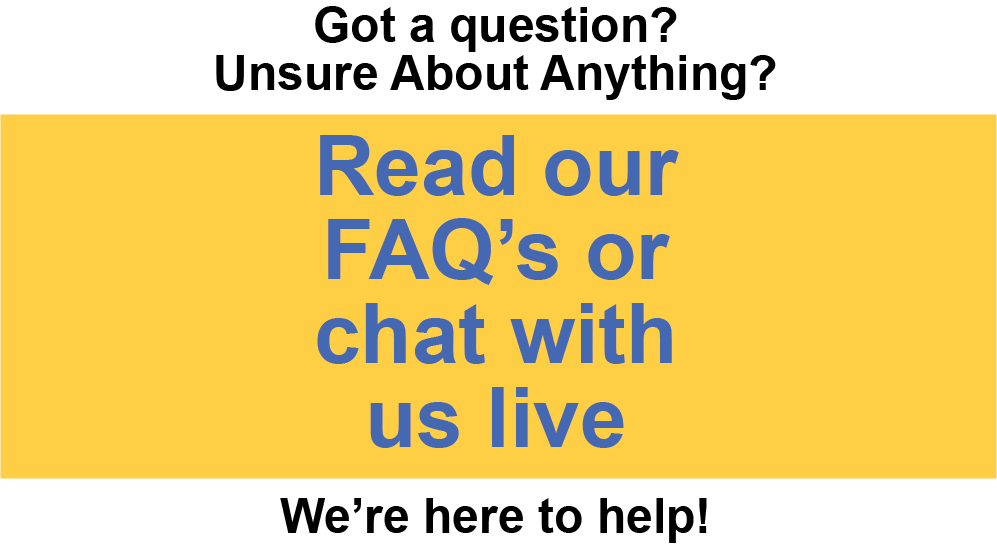 Got a question?
Unsure About Anything?
Read our
FAQ’s or
chat with
us live
We’re here to help!